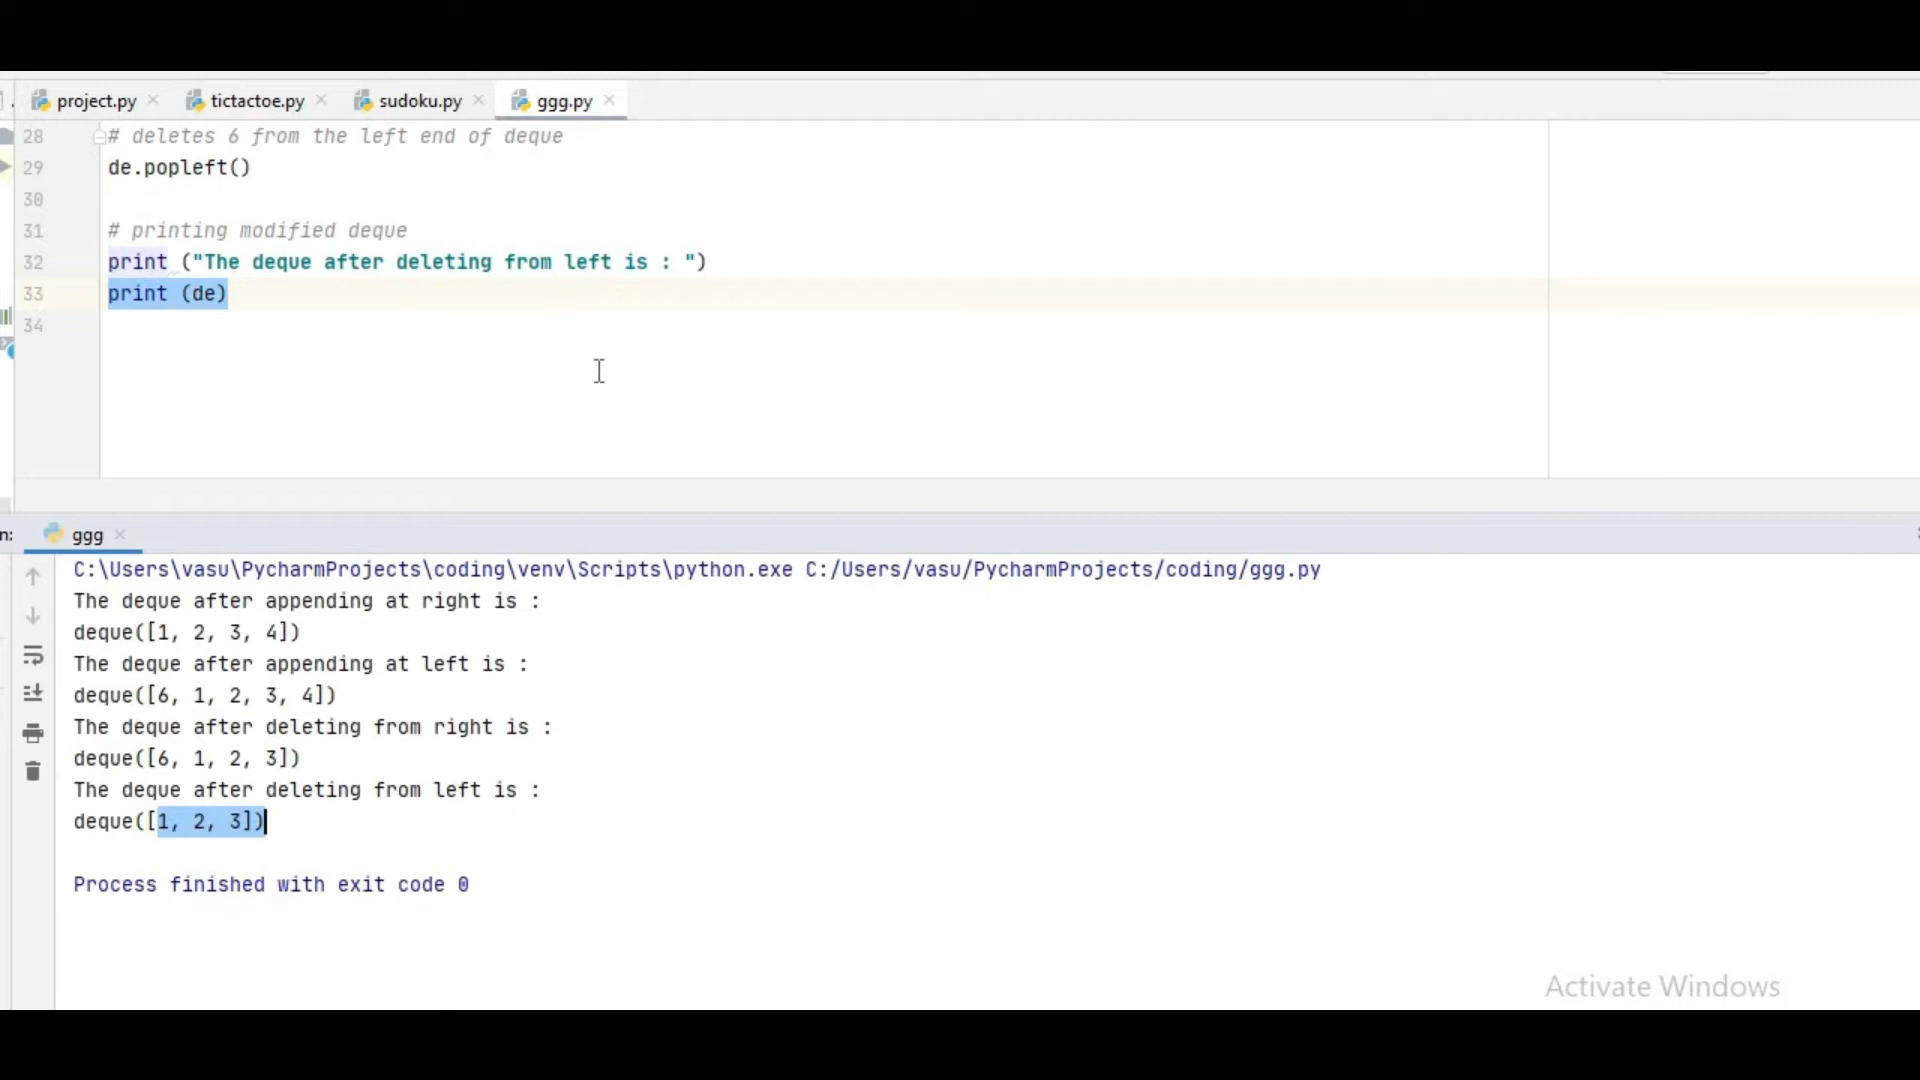 project.py
tictactoe.py
sudoku.py
ggg.py
28 # deletes 6 from the left end of deque
29 de.popleft()
30
31 # printing modified deque
32 print ("The deque after deleting from left is : ")
33 print (de)
34
n: ggg
C:\Users\vasu\PycharmProjects\coding\venv\Scripts\python.exe C:/Users/vasu/PycharmProjects/coding/ggg.py
The deque after appending at right is :
deque([1, 2, 3, 4])
The deque after appending at left is :
deque([6, 1, 2, 3, 4])
The deque after deleting from right is :
deque([6, 1, 2, 3])
The deque after deleting from left is :
deque([1, 2, 3])
Process finished with exit code 0
Activate Windows